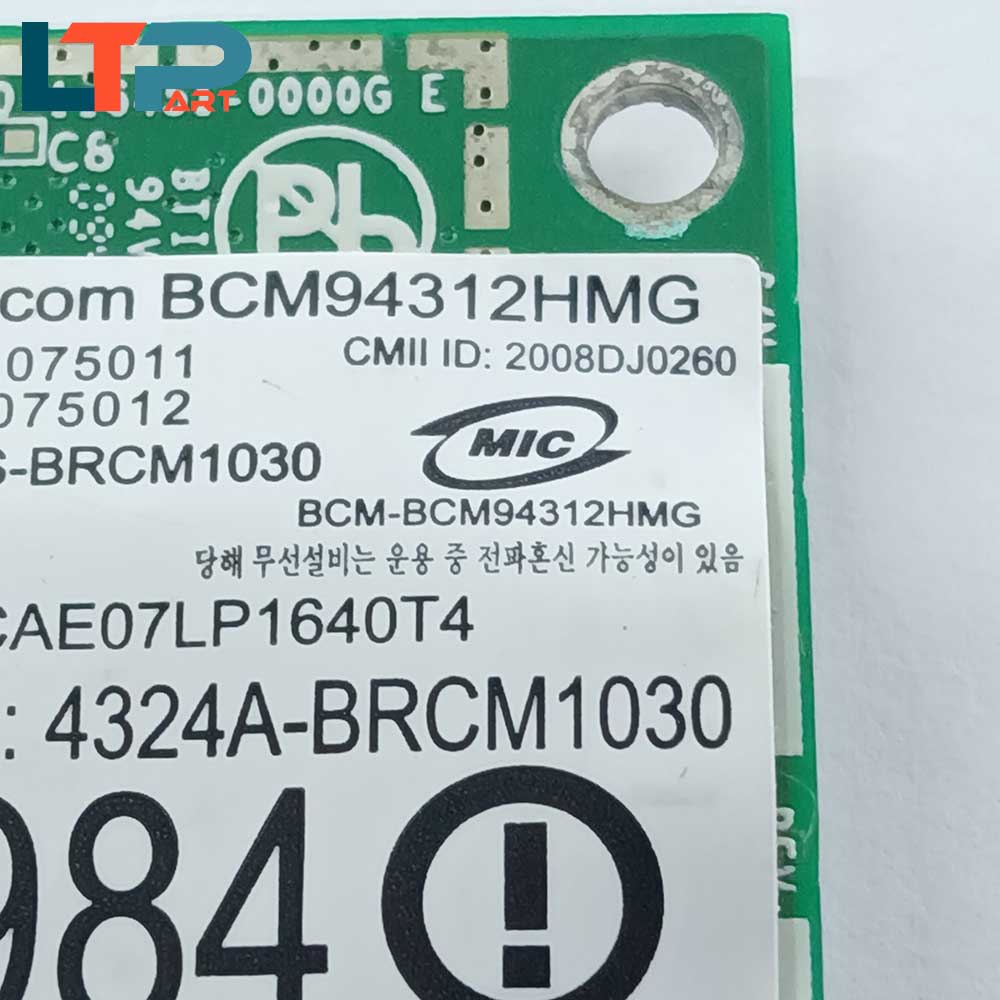 LTP
PART
-0000G E
C8
Pb
com BCM94312HMG
075011
CMII ID: 2008DJ0260
075012
MIC
-BRCM1030
BCM-BCM94312HMG
당해 무선설비는 운용 중 전파혼신 가능성이 있음
CAE07LP1640T4
: 4324A-BRCM1030
984
!